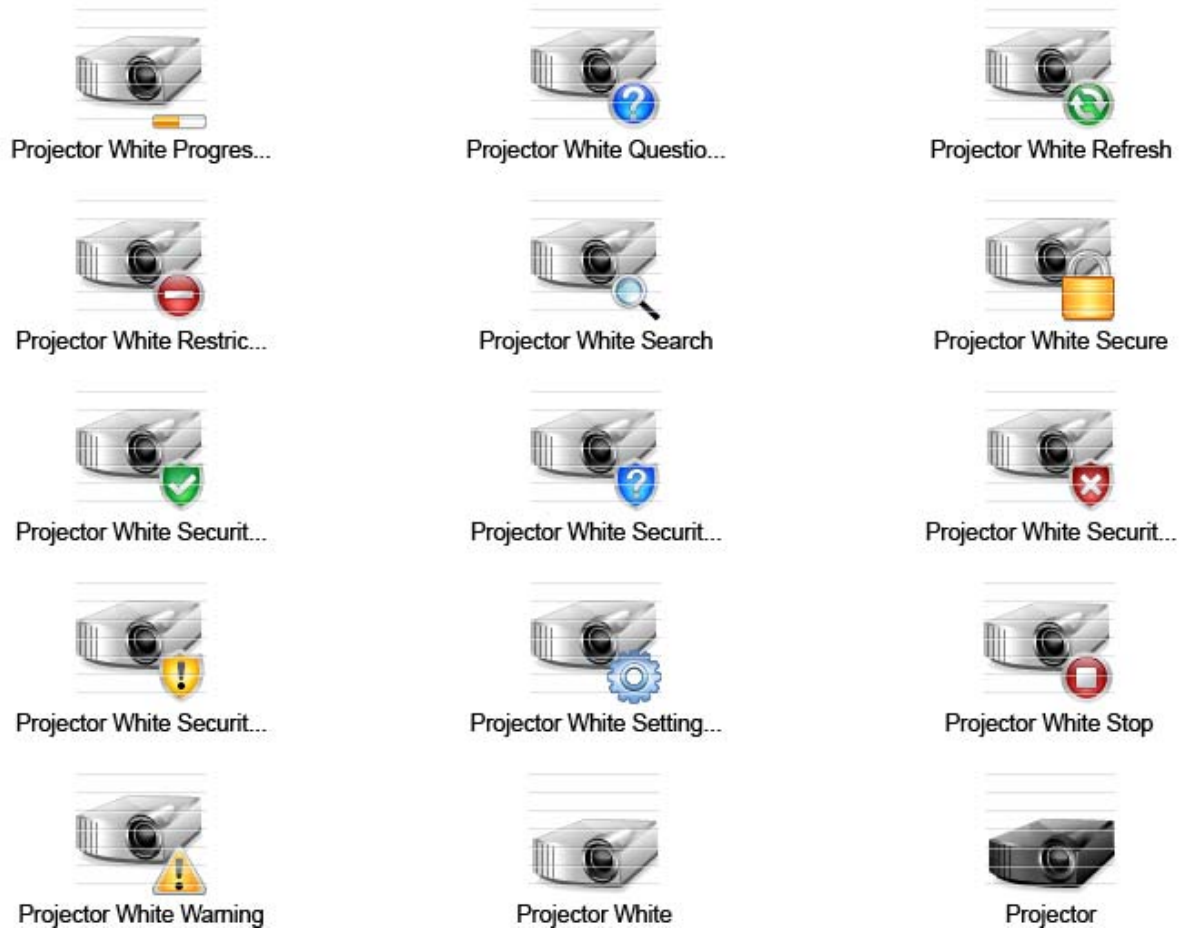 Projector White Progres...
Projector White Questio...
Projector White Refresh
Projector White Restric...
Projector White Search
Projector White Secure
Projector White Securit...
Projector White Securit...
Projector White Securit...
Projector White Securit...
Projector White Setting...
Projector White Stop
Projector White Warning
Projector White
Projector